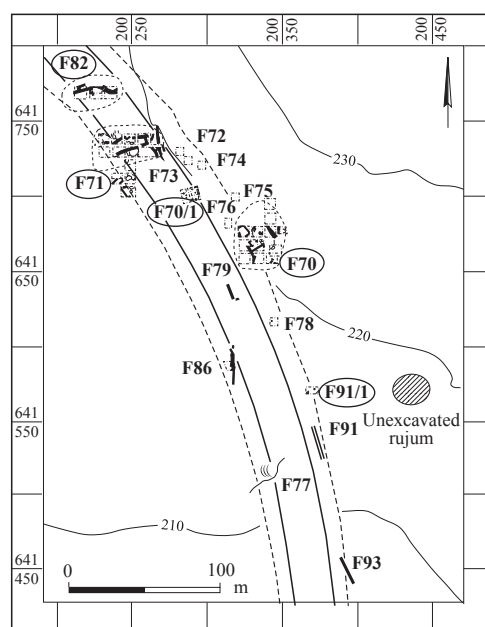 200 250
200 350
200 450
F82
641 750
F72
F74
230
F73
F71
F70/1
F75
F76
F70
641 650
F79
F78
220
F86
F91/1
641 550
F91
Unexcavated
rujum
F77
210
641 450
F93
0 100
m